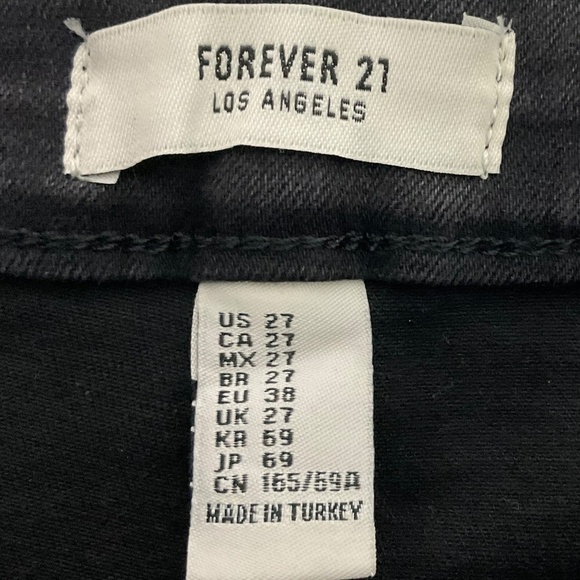 FOREVER 21
LOS ANGELES
US 27
CA 27
MX 27
BR 27
EU 38
UK 27
KR 69
JP 69
CN 165/69A
MADE IN TURKEY